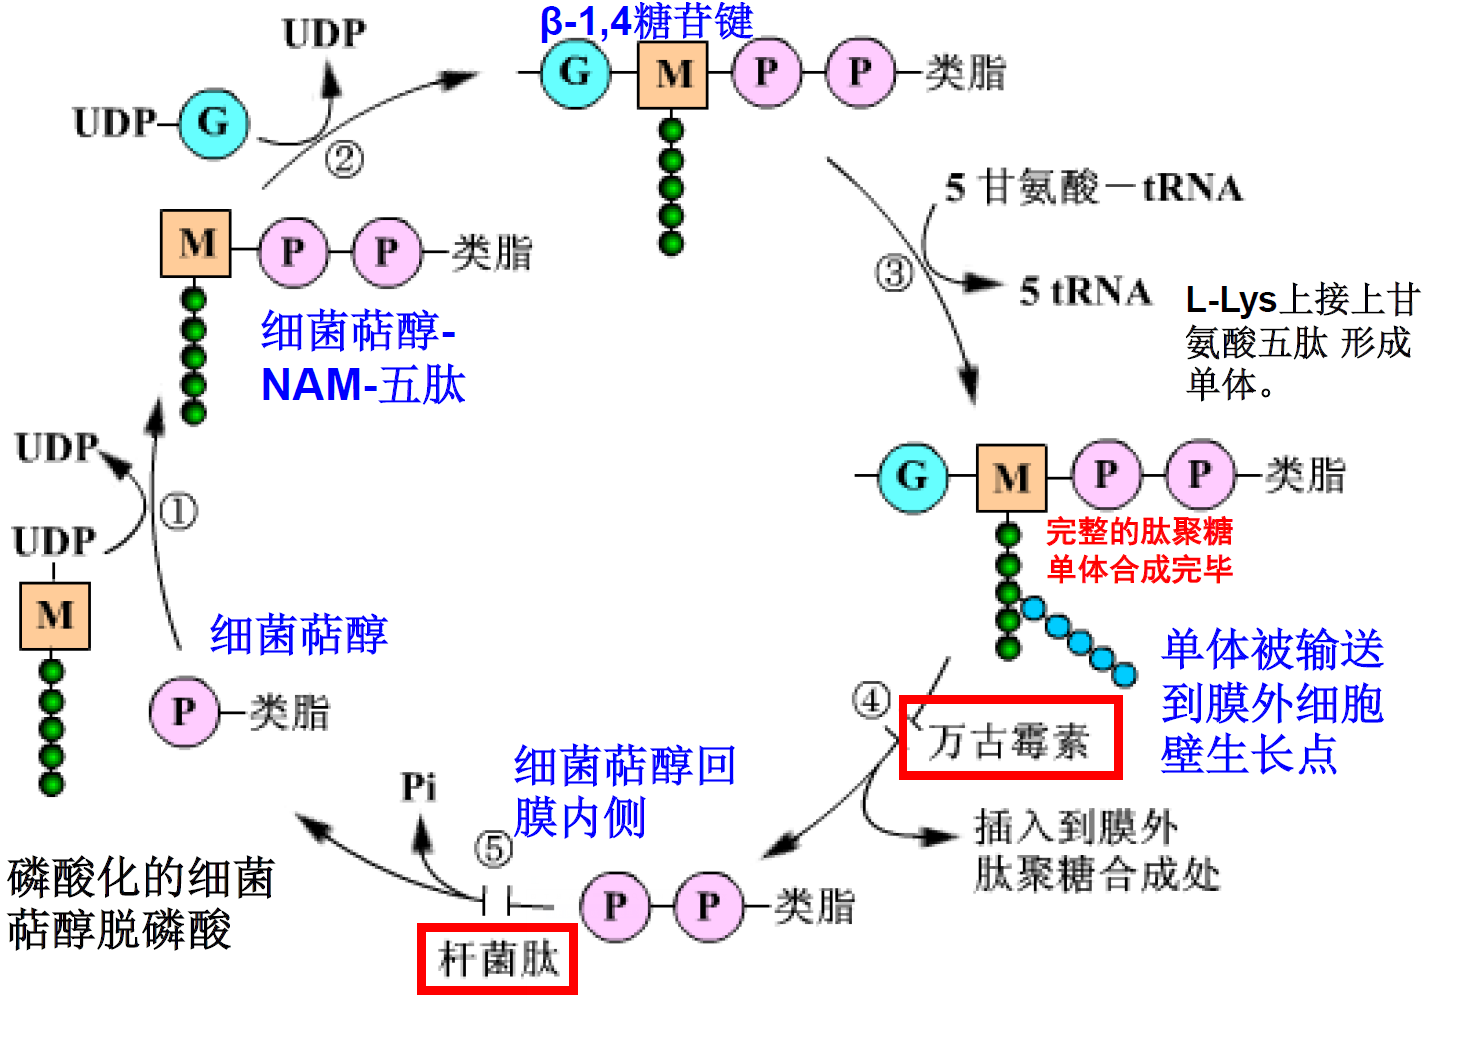 β-1,4糖苷键
UDP
G M P P 类脂
UDP G
②
5 甘氨酸－tRNA
M P P 类脂
③
5 tRNA
L-Lys上接上甘
氨酸五肽 形成
单体。
细菌萜醇-
NAM-五肽
UDP
G M P P 类脂
①
UDP
完整的肽聚糖
单体合成完毕
M
细菌萜醇
单体被输送
到膜外细胞
壁生长点
P 类脂
④
万古霉素
细菌萜醇回
膜内侧
Pi
插入到膜外
肽聚糖合成处
⑤
磷酸化的细菌
萜醇脱磷酸
P P 类脂
杆菌肽